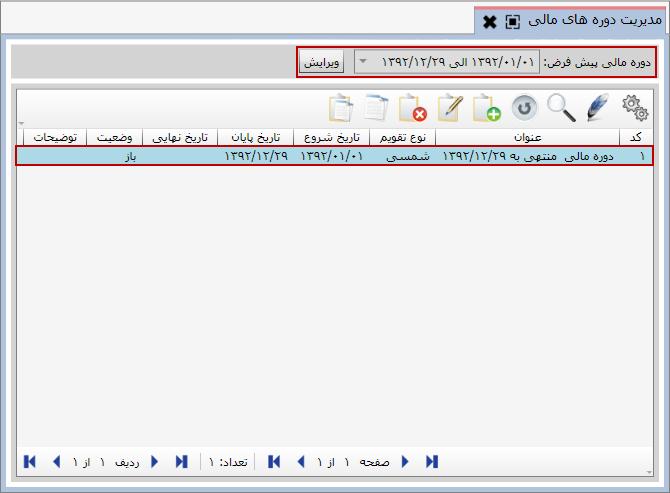 مدیریت دوره های مالی
دوره مالی پیش فرض: ۱۳۹۲/۰۱/۰۱ الی ۱۳۹۲/۱۲/۲۹ ویرایش
کد عنوان نوع تقویم تاریخ شروع تاریخ پایان تاریخ نهایی وضعیت توضیحات
۱ دوره مالی منتهی به ۱۳۹۲/۱۲/۲۹ شمسی ۱۳۹۲/۰۱/۰۱ ۱۳۹۲/۱۲/۲۹ باز
صفحه ۱ از ۱ تعداد: ۱ ردیف ۱ از ۱